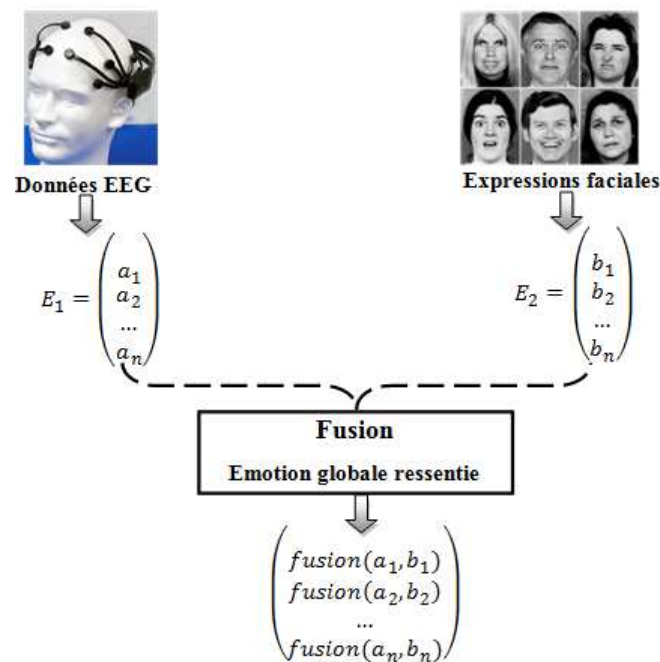 Données EEG
Expressions faciales
E₁ = (a₁
a₂
...
aₙ)
E₂ = (b₁
b₂
...
bₙ)
Fusion
Emotion globale ressentie
(fusion(a₁,b₁)
fusion(a₂,b₂)
...
fusion(aₙ,bₙ))